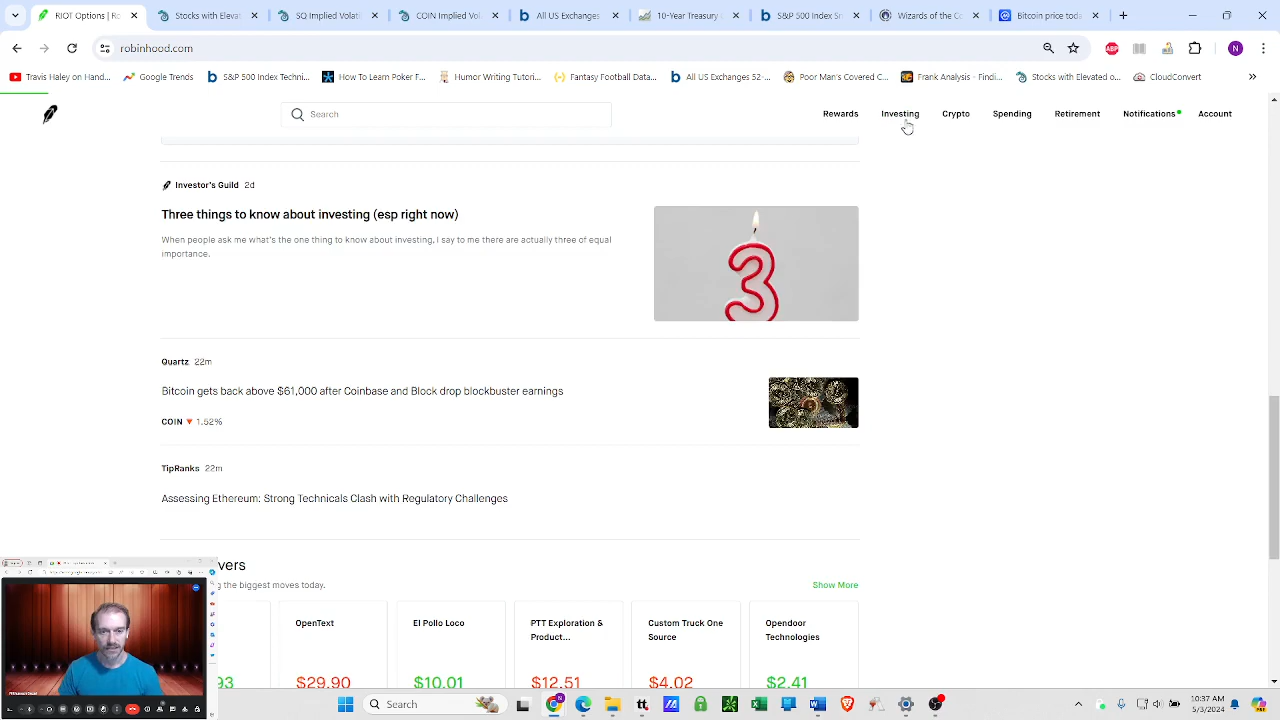 RIOT Options | Ro
Stocks Elevat
Implied Volati
COIN Implied
All US Exchanges
10-Year Treasury
S&P 500 Index Sn
Wizards of the C
Bitcoin price toda
robinhood.com
N
Travis Haley on Hand...
Google Trends
S&P 500 Index Techni...
How To Learn Poker F...
Humor Writing Tutori...
Fantasy Football Data...
All US Exchanges 52-...
Poor Man's Covered C...
Frank Analysis - Findi...
Stocks with Elevated o...
CloudConvert
Search
Rewards
Investing
Crypto
Spending
Retirement
Notifications
Account
Investor's Guild 2d
Three things to know about investing (esp right now)
When people ask me what's the one thing to know about investing, I say to me there are actually three of equal
importance.
Quartz 22m
Bitcoin gets back above $61,000 after Coinbase and Block drop blockbuster earnings
COIN 1.52%
TipRanks 22m
Assessing Ethereum: Strong Technicals Clash with Regulatory Challenges
vers
g the biggest moves today.
Show More
OpenText
El Pollo Loco
PTT Exploration &
Product...
Custom Truck One
Source
Opendoor
Technologies
93
$29.90
$10.01
$12.51
$4.02
$2.41
Search
10:37 AM
5/3/2024